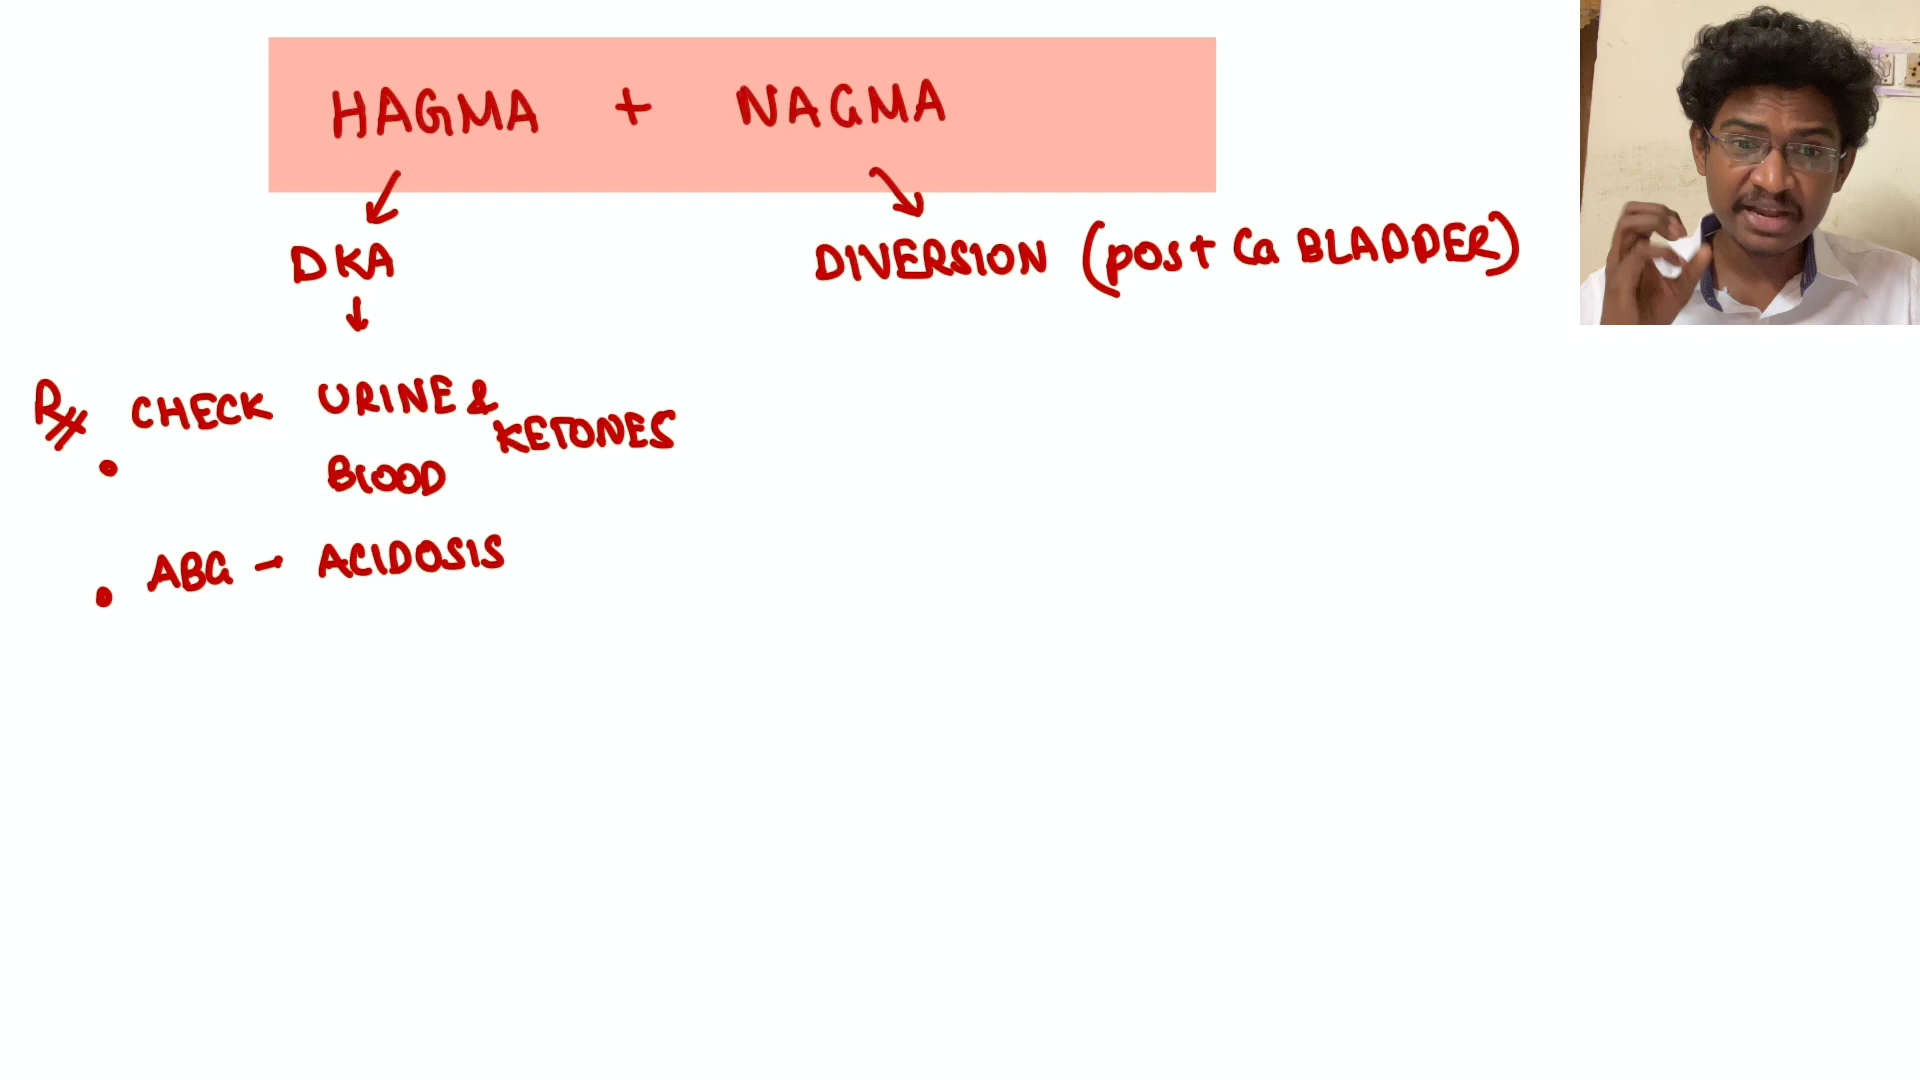 HAGMA + NAGMA
DKA
DIVERSION (post Ca BLADDER)
Rx
CHECK URINE &
KETONES
BLOOD
ABG - ACIDOSIS